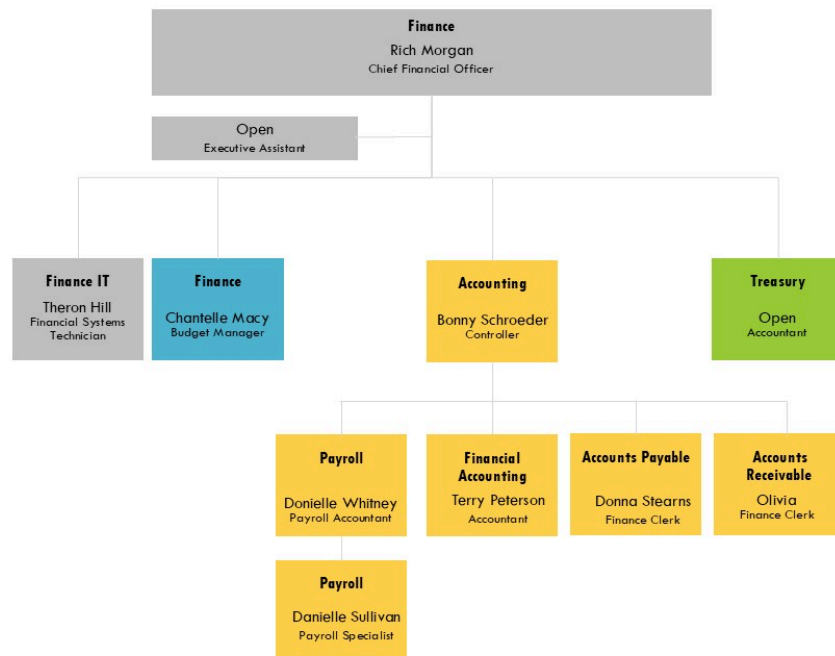 Finance
Rich Morgan
Chief Financial Officer
Open
Executive Assistant
Finance IT
Theron Hill
Financial Systems
Technician
Finance
Chantelle Macy
Budget Manager
Accounting
Bonny Schroeder
Controller
Treasury
Open
Accountant
Payroll
Donielle Whitney
Payroll Accountant
Financial
Accounting
Terry Peterson
Accountant
Accounts Payable
Donna Stearns
Finance Clerk
Accounts
Receivable
Olivia
Finance Clerk
Payroll
Danielle Sullivan
Payroll Specialist